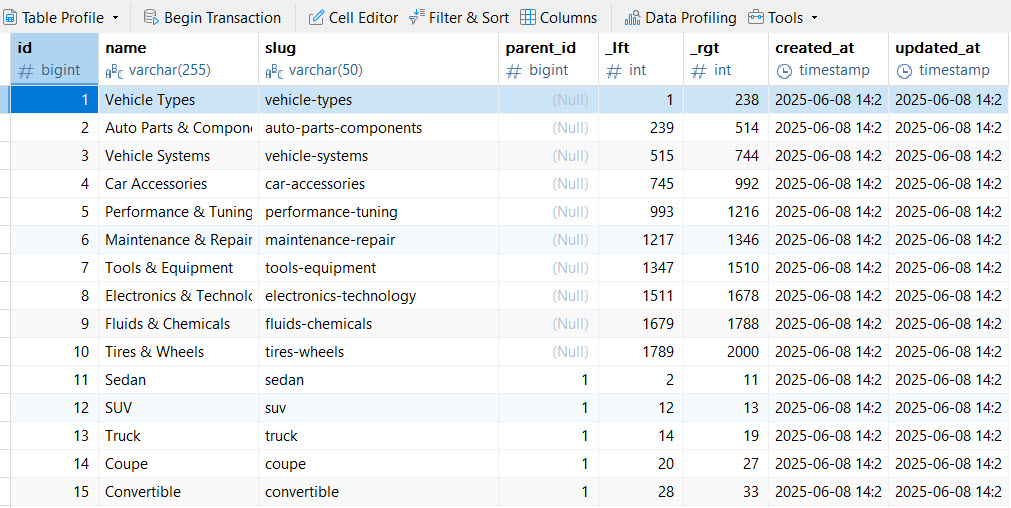 Table Profile Begin Transaction Cell Editor Filter & Sort Columns Data Profiling Tools
id name slug parent_id _lft _rgt created_at updated_at
# bigint ABC varchar(255) ABC varchar(50) # bigint # int # int timestamp timestamp
1 Vehicle Types vehicle-types (Null) 1 238 2025-06-08 14:2 2025-06-08 14:2
2 Auto Parts & Compon auto-parts-components (Null) 239 514 2025-06-08 14:2 2025-06-08 14:2
3 Vehicle Systems vehicle-systems (Null) 515 744 2025-06-08 14:2 2025-06-08 14:2
4 Car Accessories car-accessories (Null) 745 992 2025-06-08 14:2 2025-06-08 14:2
5 Performance & Tuning performance-tuning (Null) 993 1216 2025-06-08 14:2 2025-06-08 14:2
6 Maintenance & Repair maintenance-repair (Null) 1217 1346 2025-06-08 14:2 2025-06-08 14:2
7 Tools & Equipment tools-equipment (Null) 1347 1510 2025-06-08 14:2 2025-06-08 14:2
8 Electronics & Technolo electronics-technology (Null) 1511 1678 2025-06-08 14:2 2025-06-08 14:2
9 Fluids & Chemicals fluids-chemicals (Null) 1679 1788 2025-06-08 14:2 2025-06-08 14:2
10 Tires & Wheels tires-wheels (Null) 1789 2000 2025-06-08 14:2 2025-06-08 14:2
11 Sedan sedan 1 2 11 2025-06-08 14:2 2025-06-08 14:2
12 SUV suv 1 12 13 2025-06-08 14:2 2025-06-08 14:2
13 Truck truck 1 14 19 2025-06-08 14:2 2025-06-08 14:2
14 Coupe coupe 1 20 27 2025-06-08 14:2 2025-06-08 14:2
15 Convertible convertible 1 28 33 2025-06-08 14:2 2025-06-08 14:2